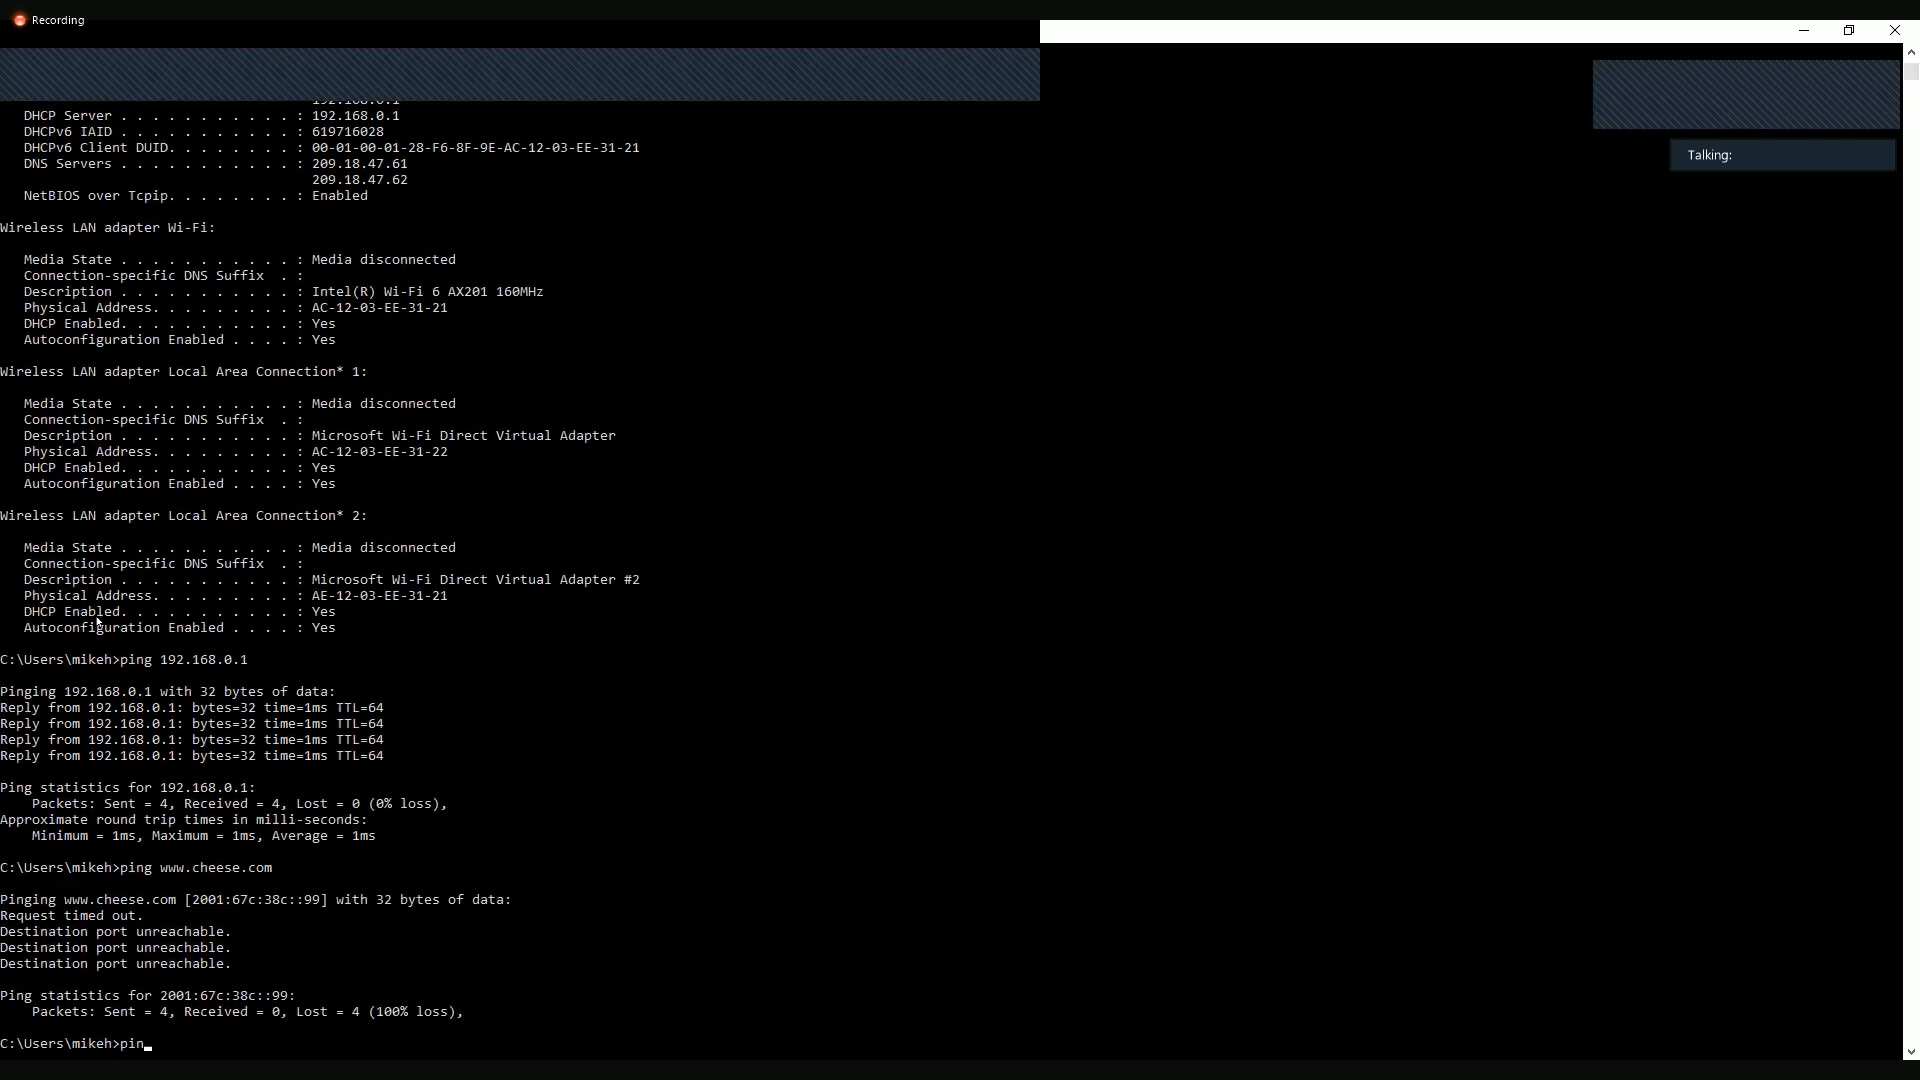 Recording
Talking:
DHCP Server . . . . . . . . . . . : 192.168.0.1
DHCPv6 IAID . . . . . . . . . . . : 619716028
DHCPv6 Client DUID. . . . . . . . : 00-01-00-01-28-F6-8F-9E-AC-12-03-EE-31-21
DNS Servers . . . . . . . . . . . : 209.18.47.61
209.18.47.62
NetBIOS over Tcpip. . . . . . . . : Enabled
Wireless LAN adapter Wi-Fi:
Media State . . . . . . . . . . . : Media disconnected
Connection-specific DNS Suffix  . :
Description . . . . . . . . . . . : Intel(R) Wi-Fi 6 AX201 160MHz
Physical Address. . . . . . . . . : AC-12-03-EE-31-21
DHCP Enabled. . . . . . . . . . . : Yes
Autoconfiguration Enabled . . . . : Yes
Wireless LAN adapter Local Area Connection* 1:
Media State . . . . . . . . . . . : Media disconnected
Connection-specific DNS Suffix  . :
Description . . . . . . . . . . . : Microsoft Wi-Fi Direct Virtual Adapter
Physical Address. . . . . . . . . : AC-12-03-EE-31-22
DHCP Enabled. . . . . . . . . . . : Yes
Autoconfiguration Enabled . . . . : Yes
Wireless LAN adapter Local Area Connection* 2:
Media State . . . . . . . . . . . : Media disconnected
Connection-specific DNS Suffix  . :
Description . . . . . . . . . . . : Microsoft Wi-Fi Direct Virtual Adapter #2
Physical Address. . . . . . . . . : AE-12-03-EE-31-21
DHCP Enabled. . . . . . . . . . . : Yes
Autoconfiguration Enabled . . . . : Yes
C:\Users\mikeh>ping 192.168.0.1
Pinging 192.168.0.1 with 32 bytes of data:
Reply from 192.168.0.1: bytes=32 time=1ms TTL=64
Reply from 192.168.0.1: bytes=32 time=1ms TTL=64
Reply from 192.168.0.1: bytes=32 time=1ms TTL=64
Reply from 192.168.0.1: bytes=32 time=1ms TTL=64
Ping statistics for 192.168.0.1:
Packets: Sent = 4, Received = 4, Lost = 0 (0% loss),
Approximate round trip times in milli-seconds:
Minimum = 1ms, Maximum = 1ms, Average = 1ms
C:\Users\mikeh>ping www.cheese.com
Pinging www.cheese.com [2001:67c:38c::99] with 32 bytes of data:
Request timed out.
Destination port unreachable.
Destination port unreachable.
Destination port unreachable.
Ping statistics for 2001:67c:38c::99:
Packets: Sent = 4, Received = 0, Lost = 4 (100% loss),
C:\Users\mikeh>pin